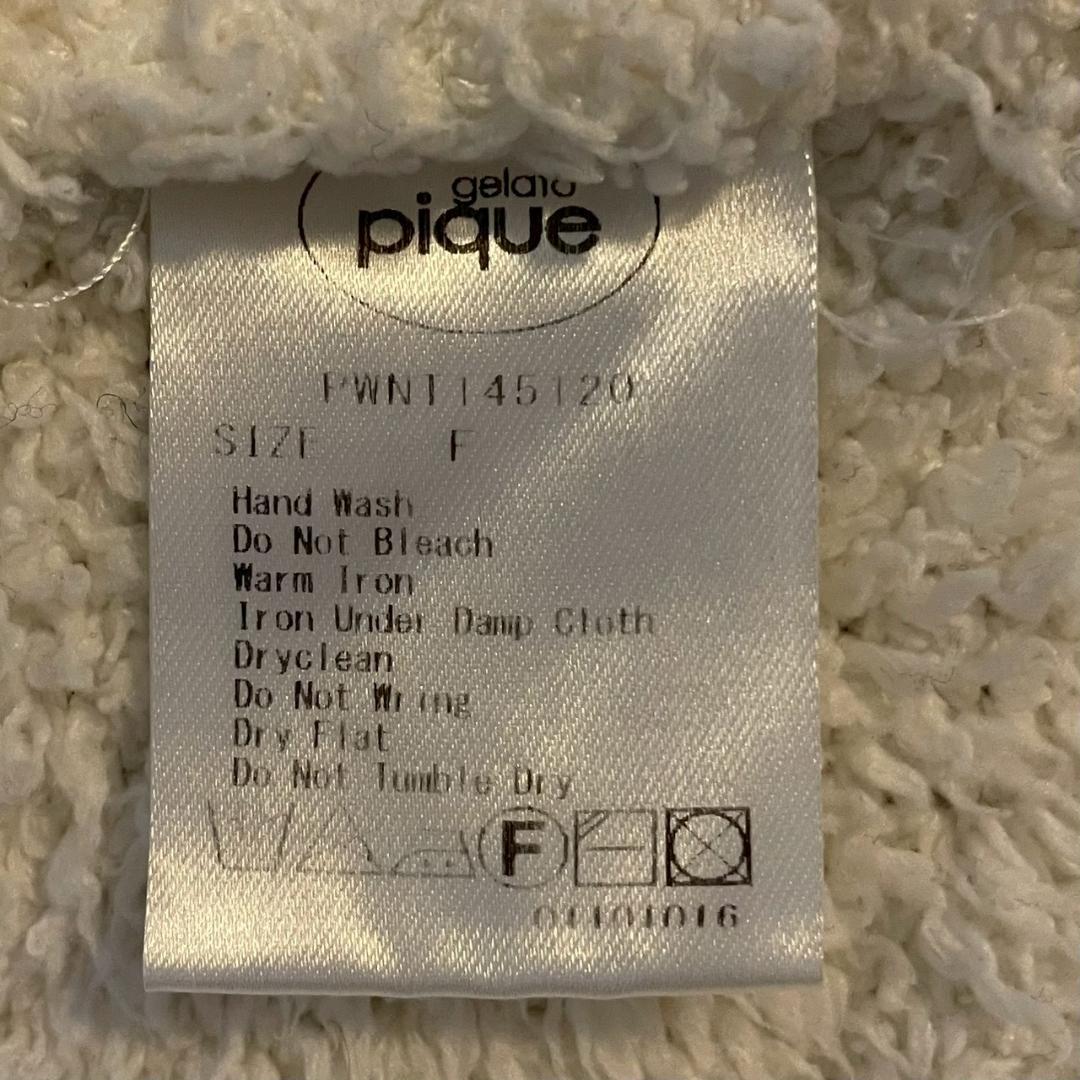 gelato
pique
PWNT145120
SIZE F
Hand Wash
Do Not Bleach
Warm Iron
Iron Under Damp Cloth
Dryclean
Do Not Wring
Dry Flat
Do Not Tumble Dry
F